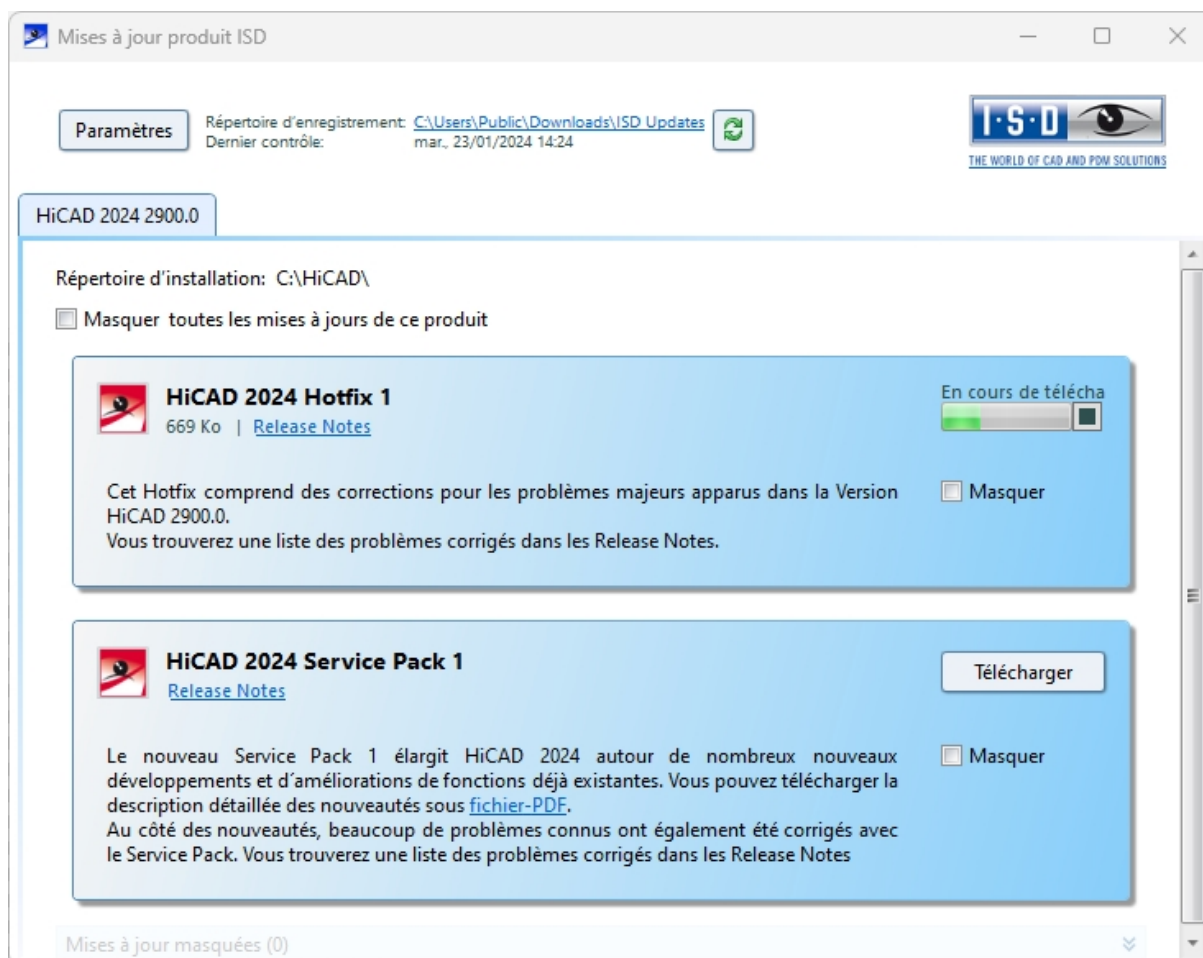 Mises à jour produit ISD
Paramètres
Répertoire d'enregistrement: C:\Users\Public\Downloads\ISD Updates
Dernier contrôle: mar., 23/01/2024 14:24
I·S·D
THE WORLD OF CAD AND PDM SOLUTIONS
HiCAD 2024 2900.0
Répertoire d'installation: C:\HiCAD\
Masquer toutes les mises à jours de ce produit
HiCAD 2024 Hotfix 1
669 Ko | Release Notes
En cours de télécha
Cet Hotfix comprend des corrections pour les problèmes majeurs apparus dans la Version
HiCAD 2900.0.
Vous trouverez une liste des problèmes corrigés dans les Release Notes.
Masquer
HiCAD 2024 Service Pack 1
Release Notes
Télécharger
Le nouveau Service Pack 1 élargit HiCAD 2024 autour de nombreux nouveaux
développements et d´améliorations de fonctions déjà existantes. Vous pouvez télécharger la
description détaillée des nouveautés sous fichier-PDF.
Au côté des nouveautés, beaucoup de problèmes connus ont également été corrigés avec
le Service Pack. Vous trouverez une liste des problèmes corrigés dans les Release Notes
Masquer
Mises à jour masquées (0)